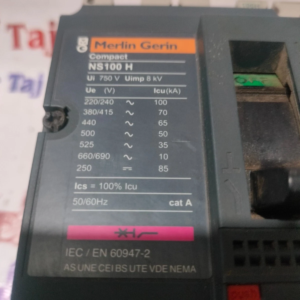 Merlin Gerin
Compact
NS100 H
Ui 750 V Uimp 8 kV
Ue (V) Icu (kA)
220/240 ~ 100
380/415 ~ 70
440 ~ 65
500 ~ 50
525 ~ 35
660/690 ~ 10
250 ⎓ 85
Ics = 100% Icu
50/60Hz cat A
IEC / EN 60947-2
AS UNE CEI BS UTE VDE NEMA
H
Taj